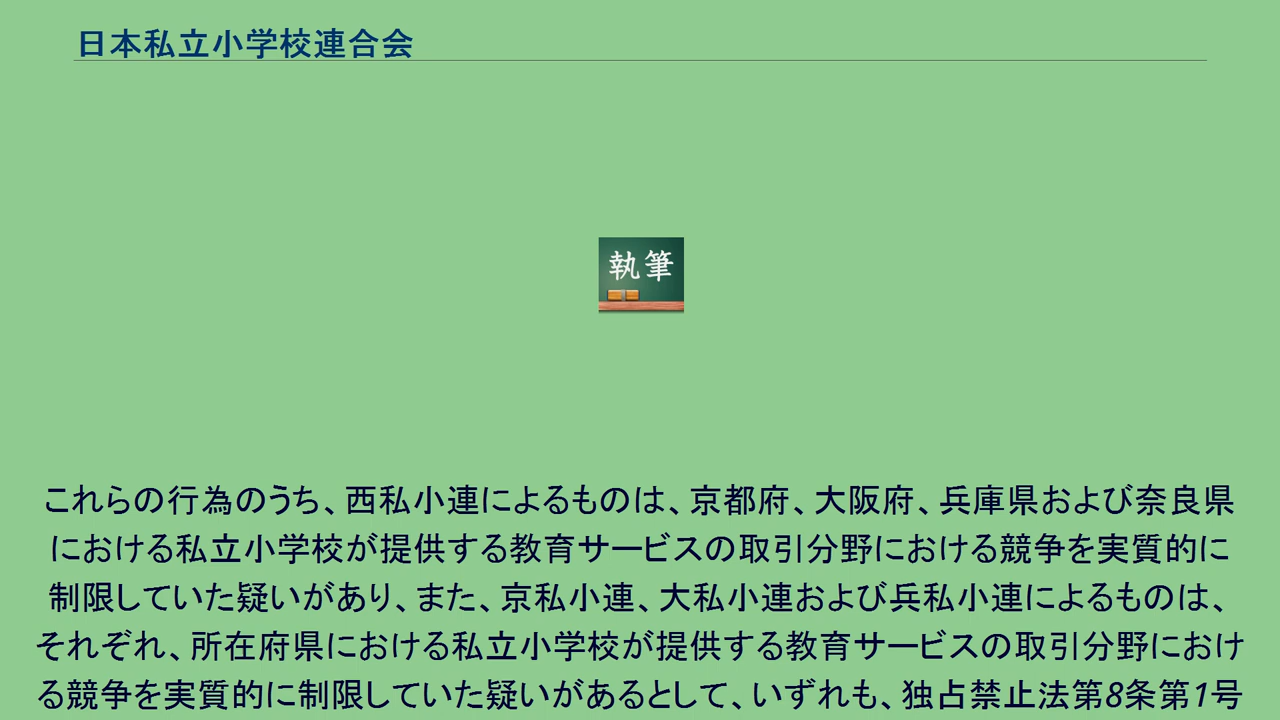 日本私立小学校連合会
執筆
これらの行為のうち、西私小連によるものは、京都府、大阪府、兵庫県および奈良県
における私立小学校が提供する教育サービスの取引分野における競争を実質的に
制限していた疑いがあり、また、京私小連、大私小連および兵私小連によるものは、
それぞれ、所在府県における私立小学校が提供する教育サービスの取引分野におけ
る競争を実質的に制限していた疑いがあるとして、いずれも、独占禁止法第8条第1号